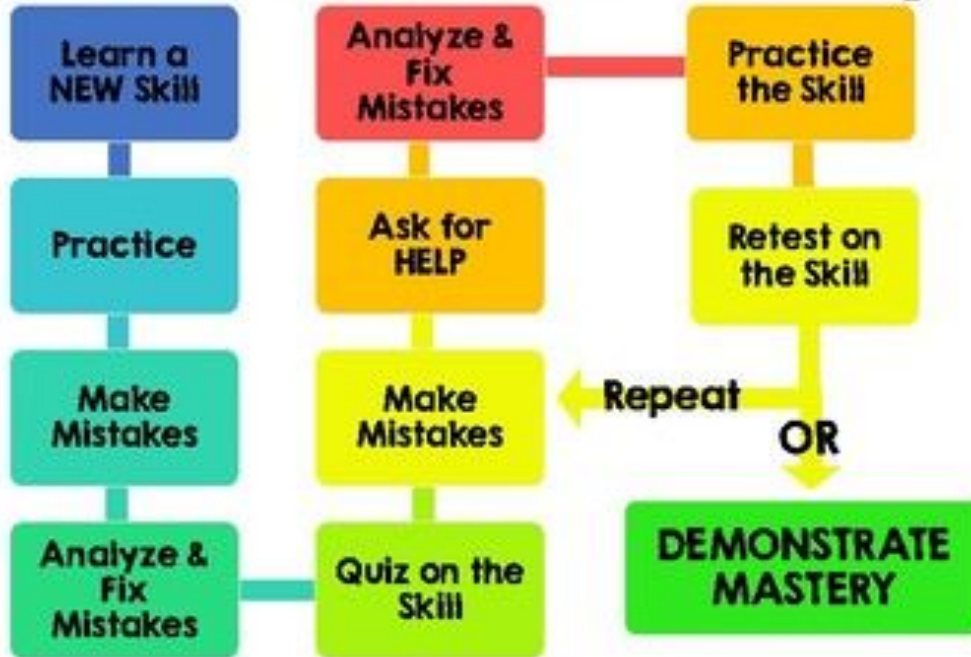 Learn a
NEW Skill
Practice
Make
Mistakes
Analyze &
Fix
Mistakes
Quiz on the
Skill
Make
Mistakes
Ask for
HELP
Analyze &
Fix
Mistakes
Practice
the Skill
Retest on
the Skill
Repeat
OR
DEMONSTRATE
MASTERY